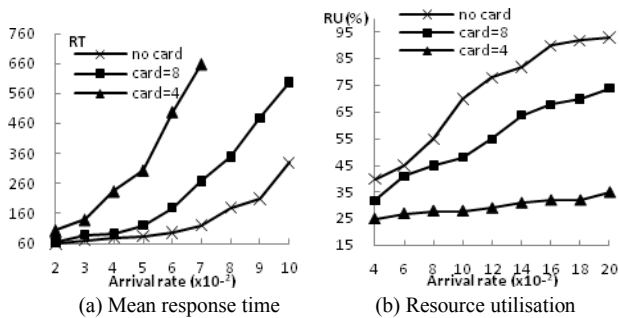 RT
no card
card=8
card=4
760
660
560
460
360
260
160
60
2 3 4 5 6 7 8 9 10
Arrival rate (x10⁻²)
(a) Mean response time
RU (%)
no card
card=8
card=4
95
85
75
65
55
45
35
25
15
4 6 8 10 12 14 16 18 20
Arrival rate (x10⁻²)
(b) Resource utilisation